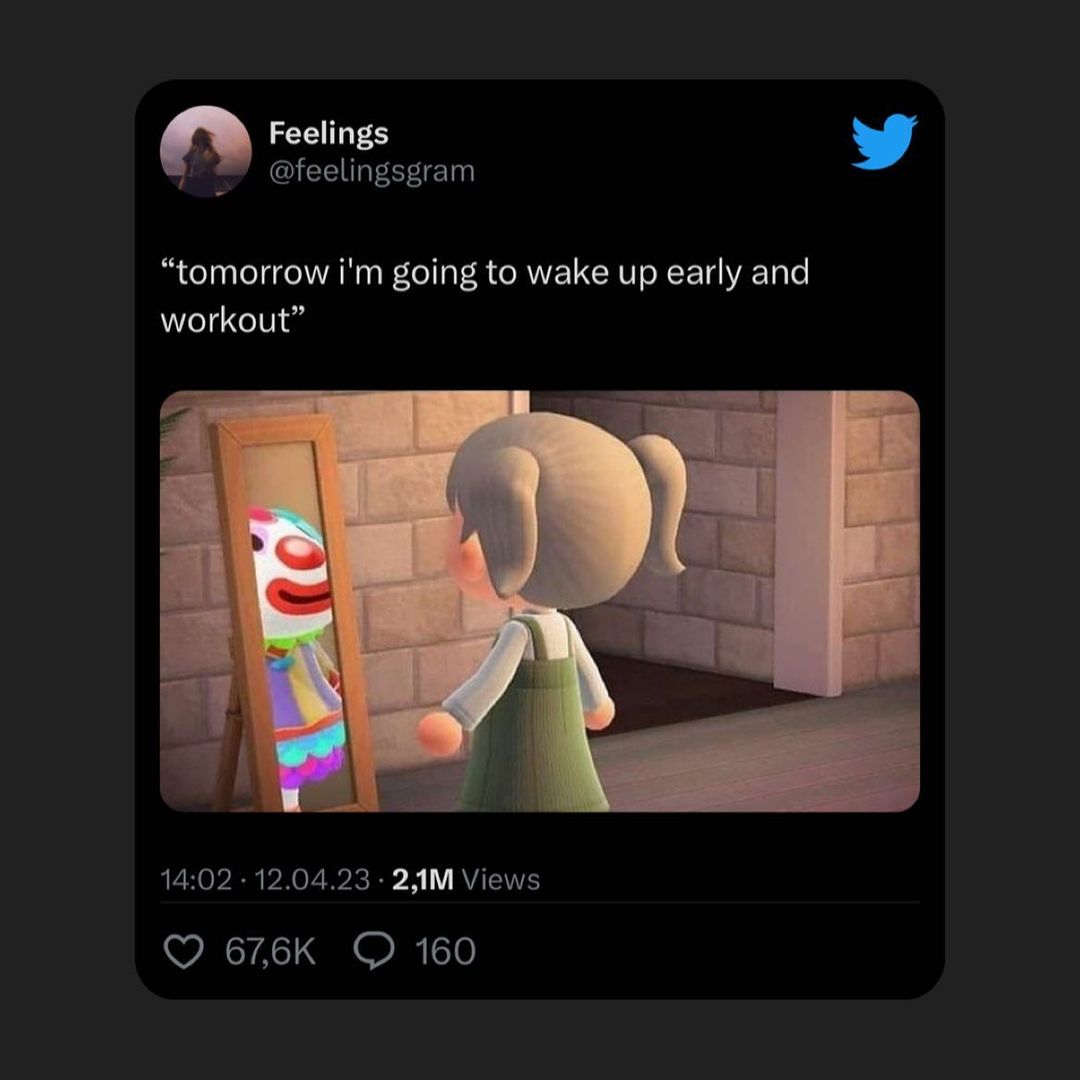 Feelings
@feelingsgram
“tomorrow i'm going to wake up early and
workout”
14:02 · 12.04.23 · 2,1M Views
67,6K 160